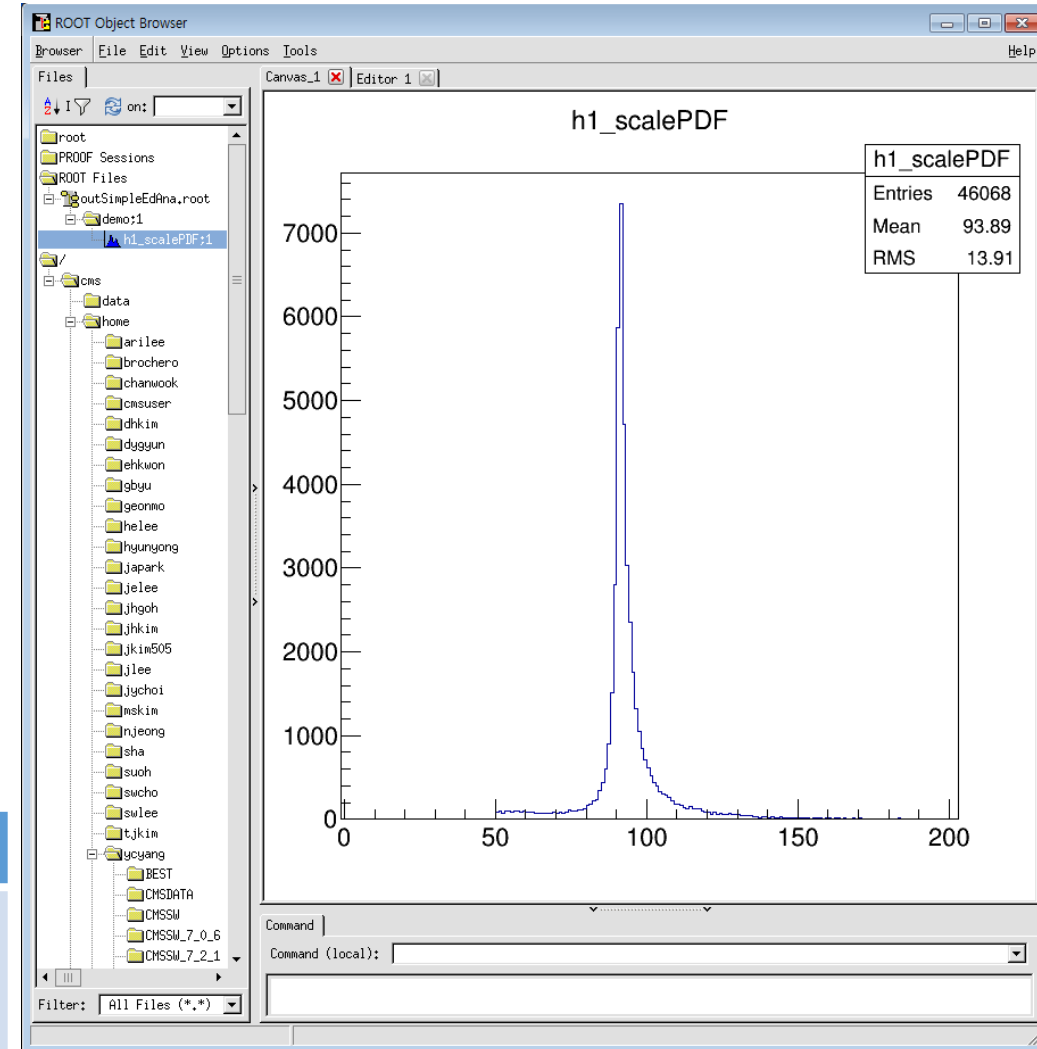 ROOT Object Browser
Browser File Edit View Options Tools Help
Files
on:
root
PROOF Sessions
ROOT Files
outSimpleEdAna.root
demo;1
h1_scalePDF;1
/
cms
data
home
arilee
brochero
chanwook
cmsuser
dhkim
dygyun
ehkwon
gbyu
geonmo
helee
hyunyong
japark
jelee
jhgoh
jhkim
jkim505
jlee
jychoi
mskim
njeong
sha
suoh
swcho
swlee
tjkim
ycyang
BEST
CMSDATA
CMSSW
CMSSW_7_0_6
CMSSW_7_2_1
Filter: All Files (*.*)
Canvas_1 Editor 1
h1_scalePDF
h1_scalePDF
Entries 46068
Mean 93.89
RMS 13.91
7000
6000
5000
4000
3000
2000
1000
0
0 50 100 150 200
Command
Command (local):